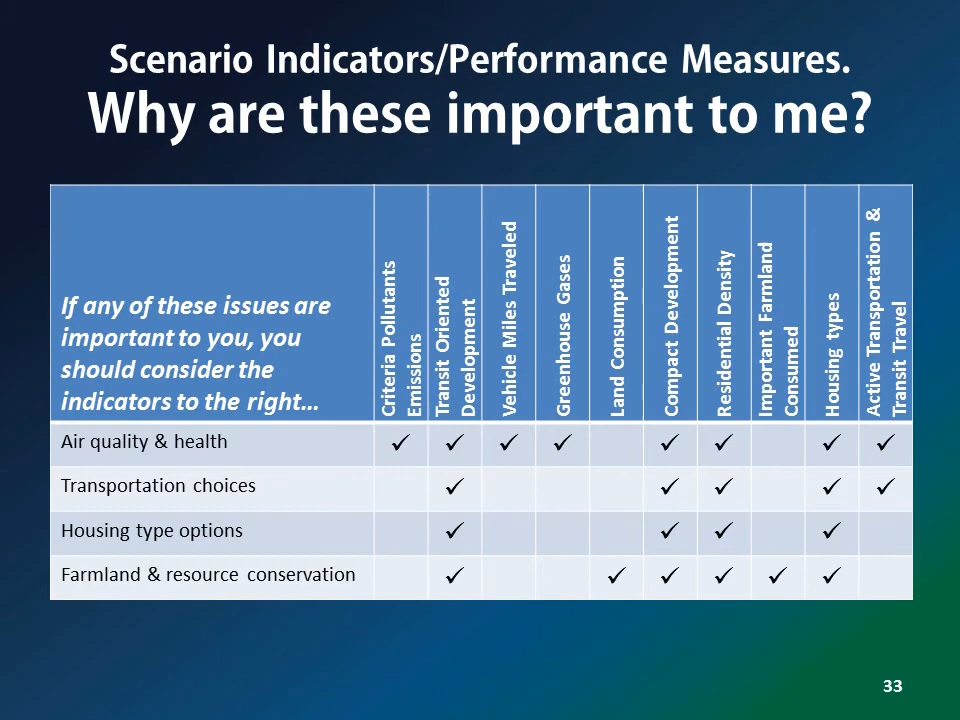 Scenario Indicators/Performance Measures.
Why are these important to me?
If any of these issues are
important to you, you
should consider the
indicators to the right...
Criteria Pollutants
Emissions
Transit Oriented
Development
Vehicle Miles Traveled
Greenhouse Gases
Land Consumption
Compact Development
Residential Density
Important Farmland
Consumed
Housing types
Active Transportation &
Transit Travel
Air quality & health ✓ ✓ ✓ ✓ ✓ ✓ ✓ ✓
Transportation choices ✓ ✓ ✓ ✓ ✓
Housing type options ✓ ✓ ✓ ✓
Farmland & resource conservation ✓ ✓ ✓ ✓ ✓ ✓
33